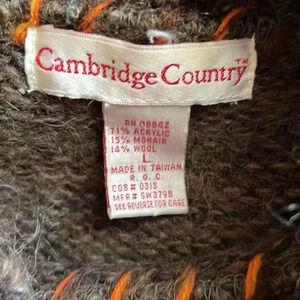 Cambridge Country™
RN 08842
71% ACRYLIC
15% MOHAIR
14% WOOL
L
MADE IN TAIWAN
R. O. C.
COB # 031S
MFR # SW379B
SEE REVERSE FOR CARE